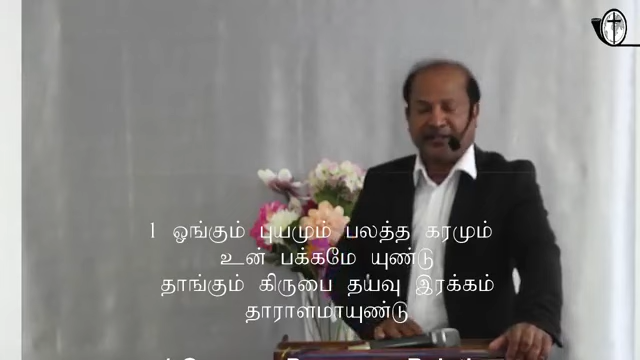 1 ஓங்கும் புயமும் பலத்த கரமும்
உன் பக்கமே யுண்டு
தாங்கும் கிருபை தயவு இரக்கம்
தாராளமாயுண்டு